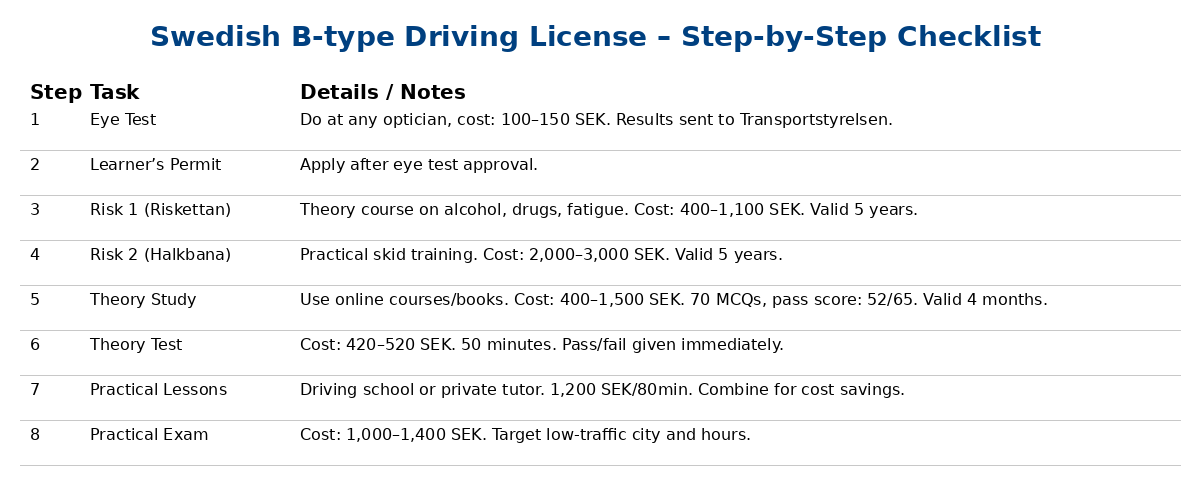 Swedish B-type Driving License – Step-by-Step Checklist
Step Task Details / Notes
1 Eye Test Do at any optician, cost: 100–150 SEK. Results sent to Transportstyrelsen.
2 Learner’s Permit Apply after eye test approval.
3 Risk 1 (Riskettan) Theory course on alcohol, drugs, fatigue. Cost: 400–1,100 SEK. Valid 5 years.
4 Risk 2 (Halkbana) Practical skid training. Cost: 2,000–3,000 SEK. Valid 5 years.
5 Theory Study Use online courses/books. Cost: 400–1,500 SEK. 70 MCQs, pass score: 52/65. Valid 4 months.
6 Theory Test Cost: 420–520 SEK. 50 minutes. Pass/fail given immediately.
7 Practical Lessons Driving school or private tutor. 1,200 SEK/80min. Combine for cost savings.
8 Practical Exam Cost: 1,000–1,400 SEK. Target low-traffic city and hours.